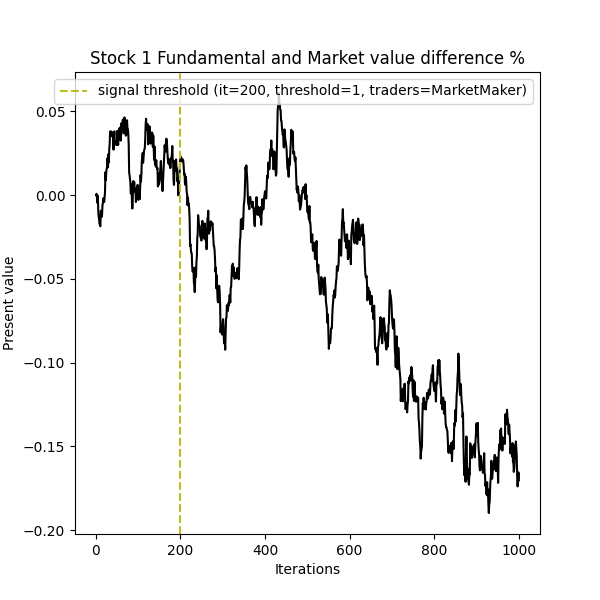 Stock 1 Fundamental and Market value difference %
signal threshold (it=200, threshold=1, traders=MarketMaker)
0.05
0.00
−0.05
−0.10
−0.15
−0.20
Present value
0 200 400 600 800 1000
Iterations